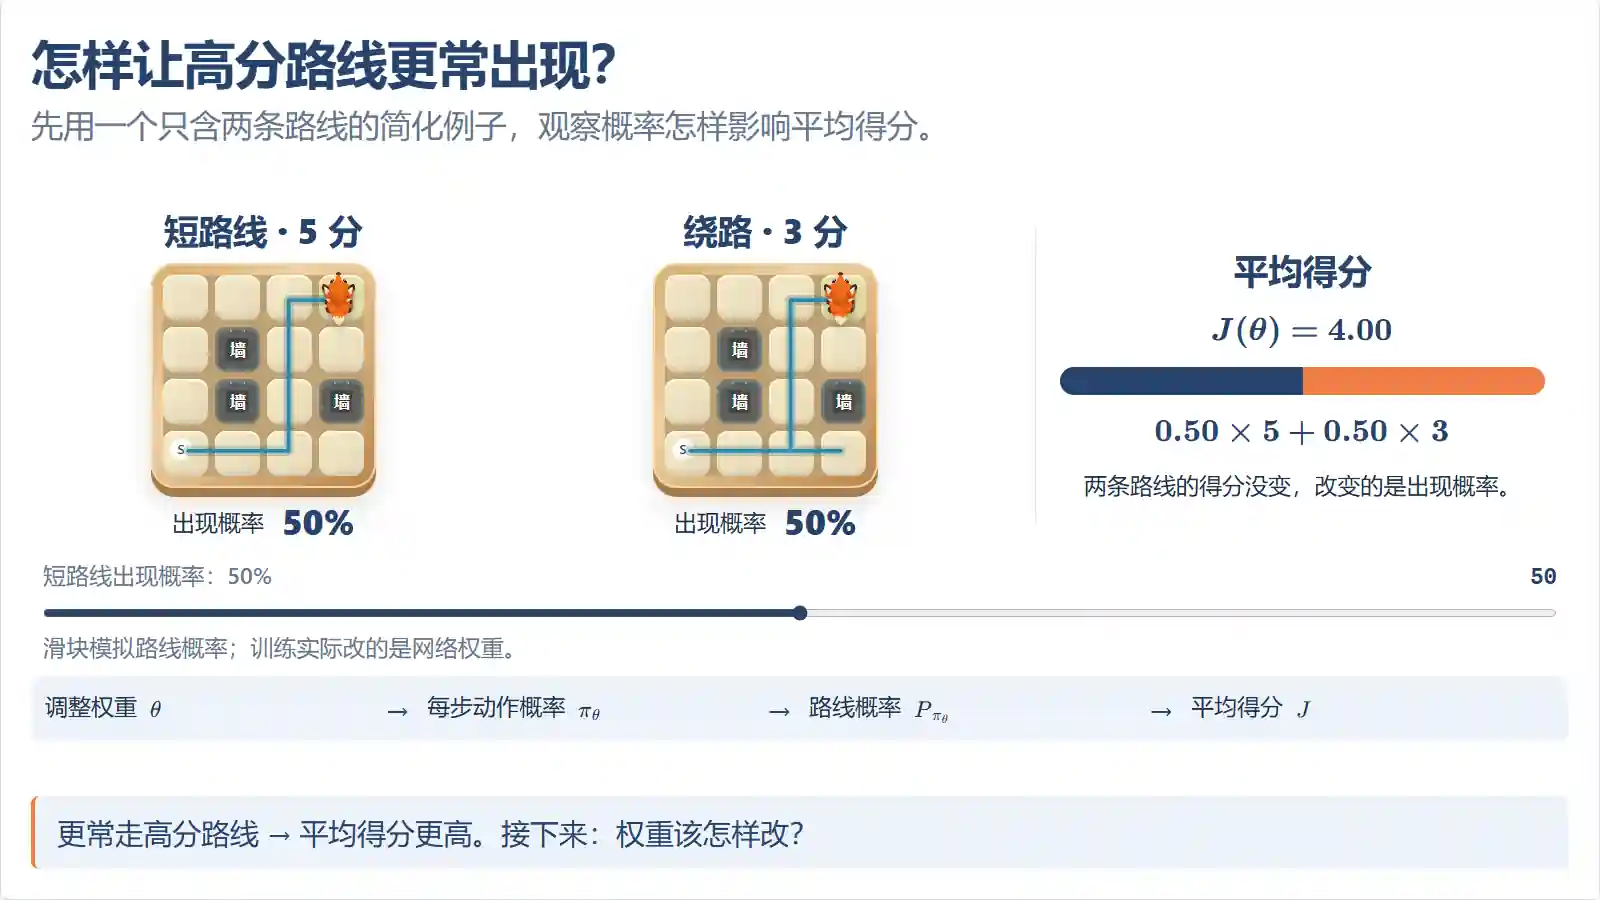 怎样让高分路线更常出现？
先用一个只含两条路线的简化例子，观察概率怎样影响平均得分。
短路线 · 5 分
墙
墙
墙
S
出现概率 50%
绕路 · 3 分
墙
墙
墙
S
出现概率 50%
平均得分
J(θ) = 4.00
0.50 × 5 + 0.50 × 3
两条路线的得分没变，改变的是出现概率。
短路线出现概率：50%
50
滑块模拟路线概率；训练实际改的是网络权重。
调整权重 θ → 每步动作概率 π_θ → 路线概率 P_{π_θ} → 平均得分 J
更常走高分路线 → 平均得分更高。接下来：权重该怎样改？